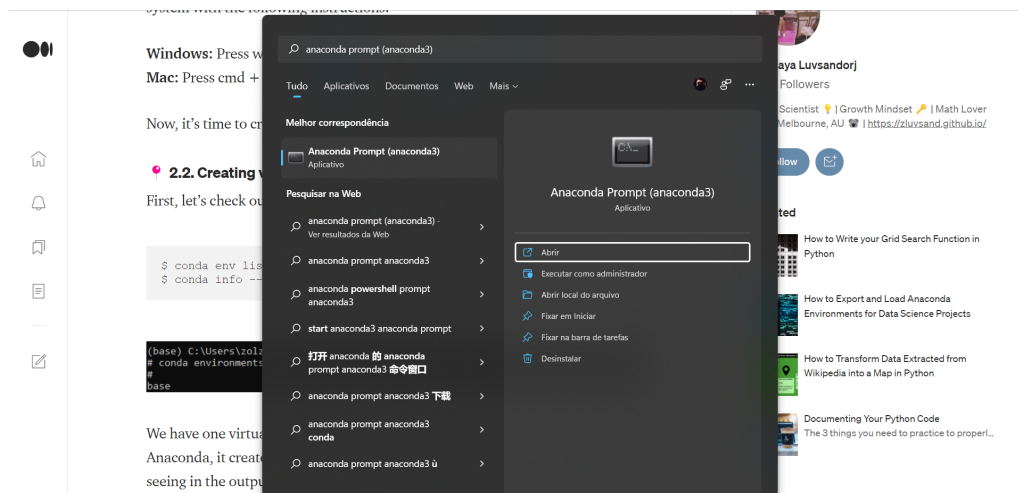 system with the following instructions:
Windows: Press w
Mac: Press cmd +
Now, it's time to cr
2.2. Creating v
First, let's check ou
$ conda env lis
$ conda info --
(base) C:\Users\zolz
# conda environments
#
base
We have one virtua
Anaconda, it create
seeing in the outpu
anaconda prompt (anaconda3)
Tudo Aplicativos Documentos Web Mais
Melhor correspondência
Anaconda Prompt (anaconda3)
Aplicativo
Pesquisar na Web
anaconda prompt (anaconda3) -
Ver resultados da Web
anaconda prompt anaconda3
anaconda powershell prompt
anaconda3
start anaconda3 anaconda prompt
打开 anaconda 的 anaconda
prompt anaconda3 命令窗口
anaconda prompt anaconda3 下载
anaconda prompt anaconda3
conda
anaconda prompt anaconda3 ù
C:\_
Anaconda Prompt (anaconda3)
Aplicativo
Abrir
Executar como administrador
Abrir local do arquivo
Fixar em Iniciar
Fixar na barra de tarefas
Desinstalar
aya Luvsandorj
Followers
Scientist | Growth Mindset | Math Lover
Melbourne, AU | https://zluvsand.github.io/
llow
ted
How to Write your Grid Search Function in
Python
How to Export and Load Anaconda
Environments for Data Science Projects
How to Transform Data Extracted from
Wikipedia into a Map in Python
Documenting Your Python Code
The 3 things you need to practice to properl...